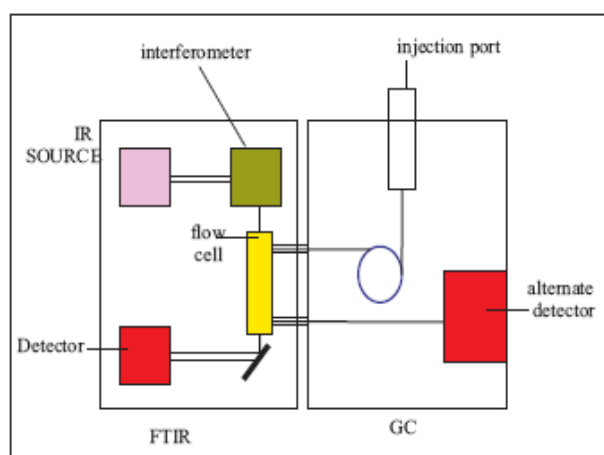 interferometer
injection port
IR
SOURCE
flow
cell
alternate
detector
Detector
FTIR
GC